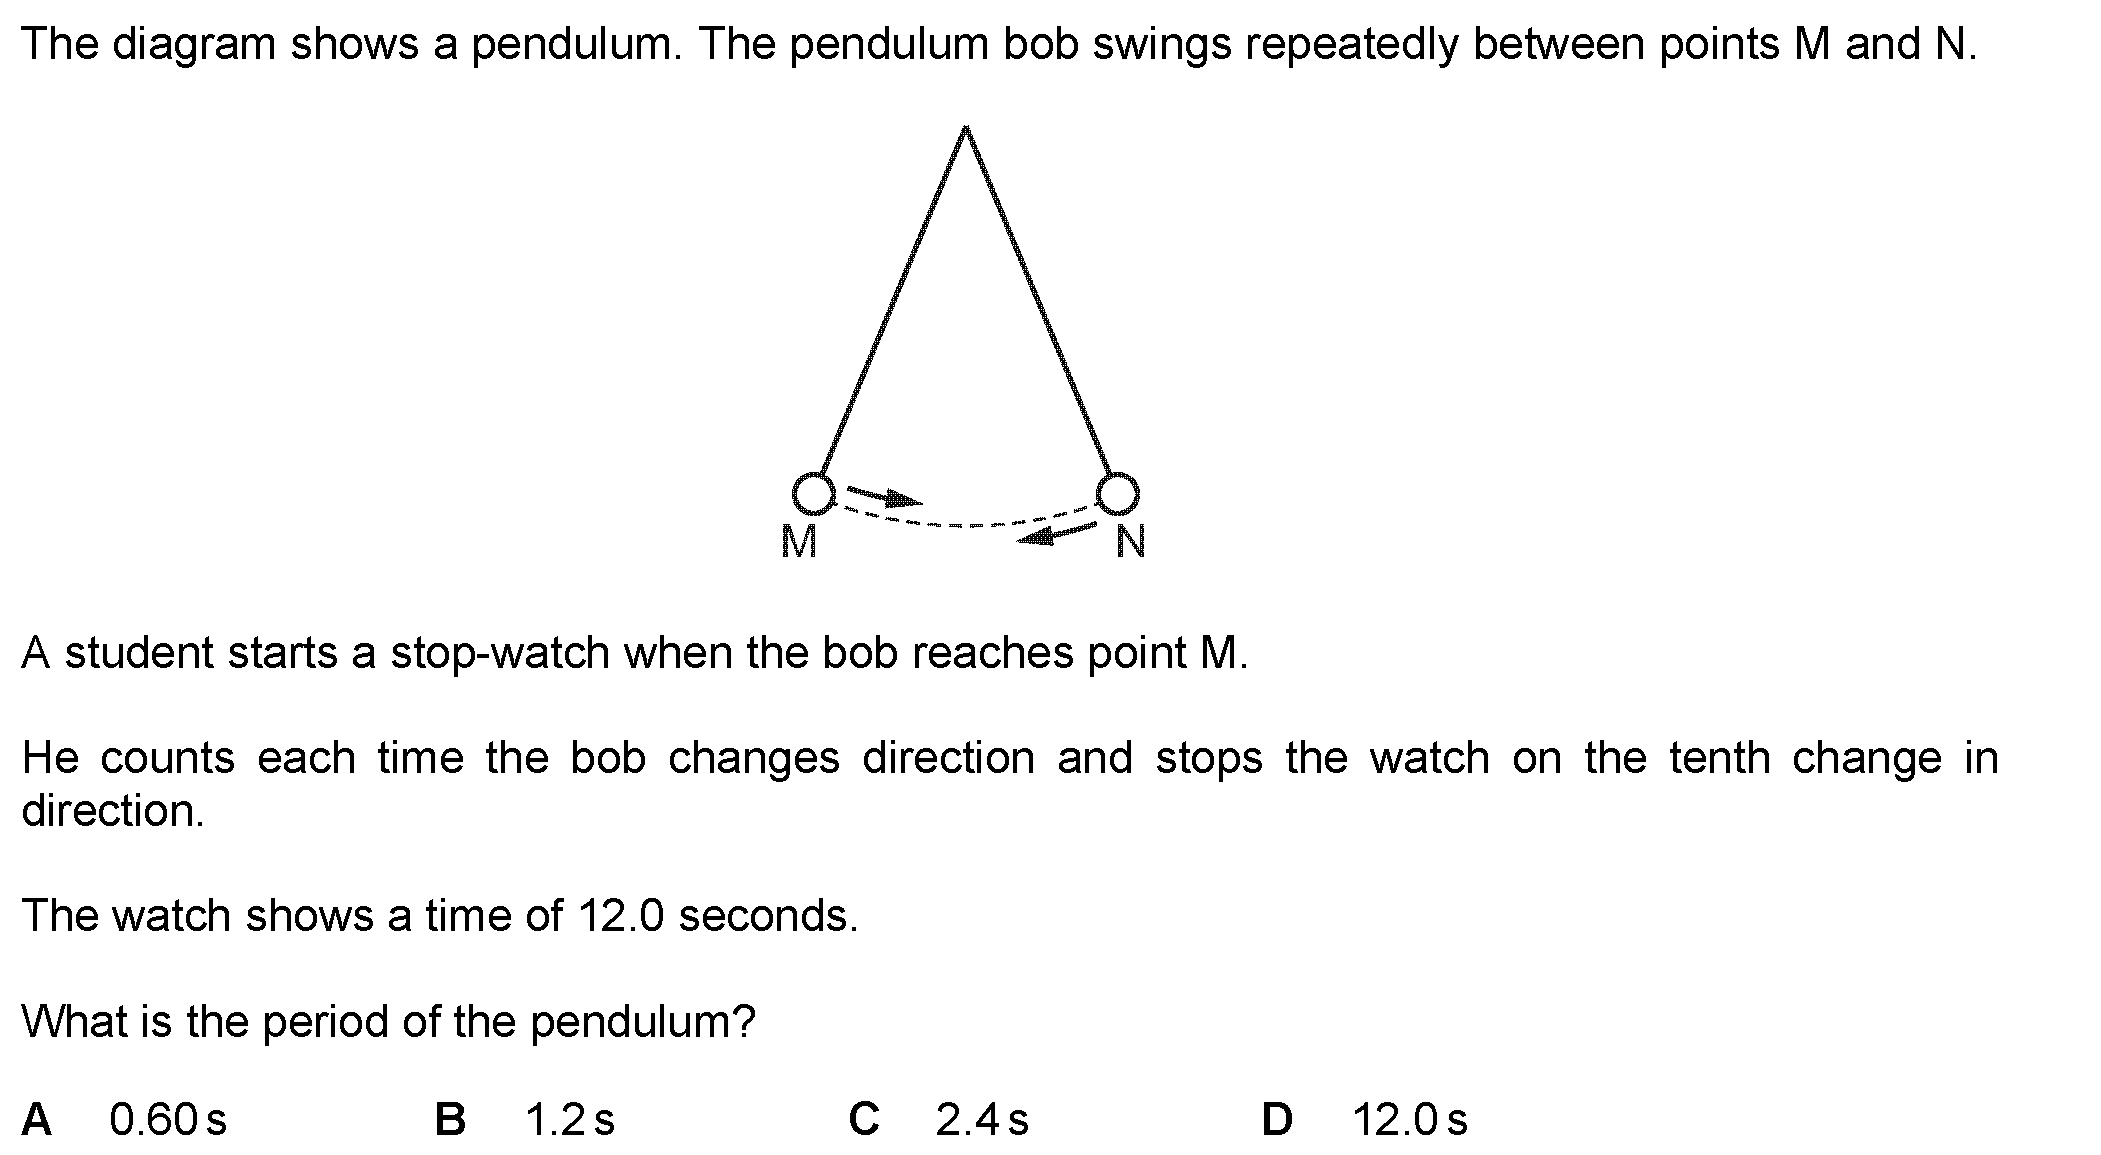 The diagram shows a pendulum. The pendulum bob swings repeatedly between points M and N.
M
N
A student starts a stop-watch when the bob reaches point M.
He counts each time the bob changes direction and stops the watch on the tenth change in
direction.
The watch shows a time of 12.0 seconds.
What is the period of the pendulum?
A 0.60 s B 1.2 s C 2.4 s D 12.0 s